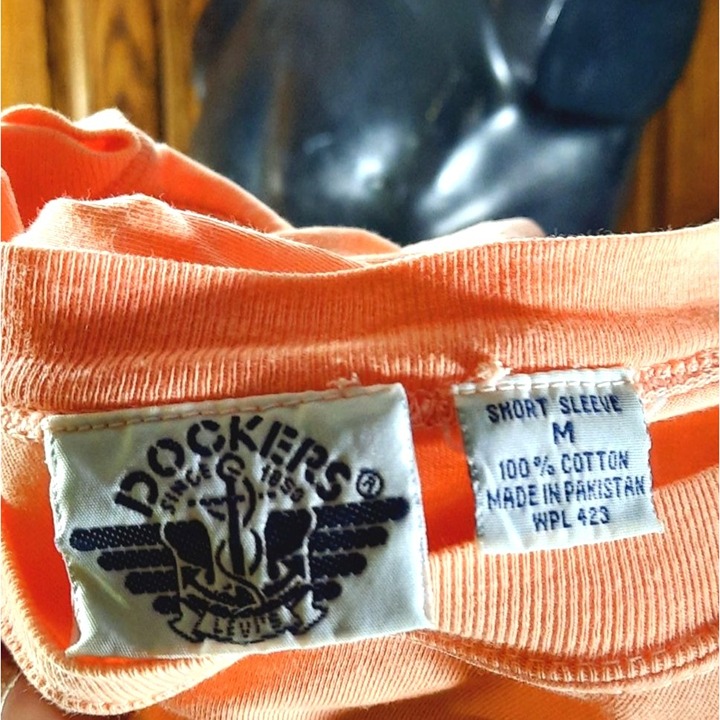 DOCKERS®
SINCE 1850
LEVI'S
SHORT SLEEVE
M
100% COTTON
MADE IN PAKISTAN
WPL 423